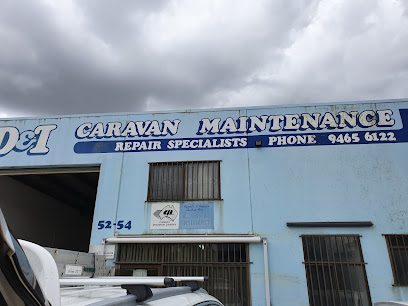 D&I CARAVAN MAINTENANCE
REPAIR SPECIALISTS PHONE 9465 6122
52-54